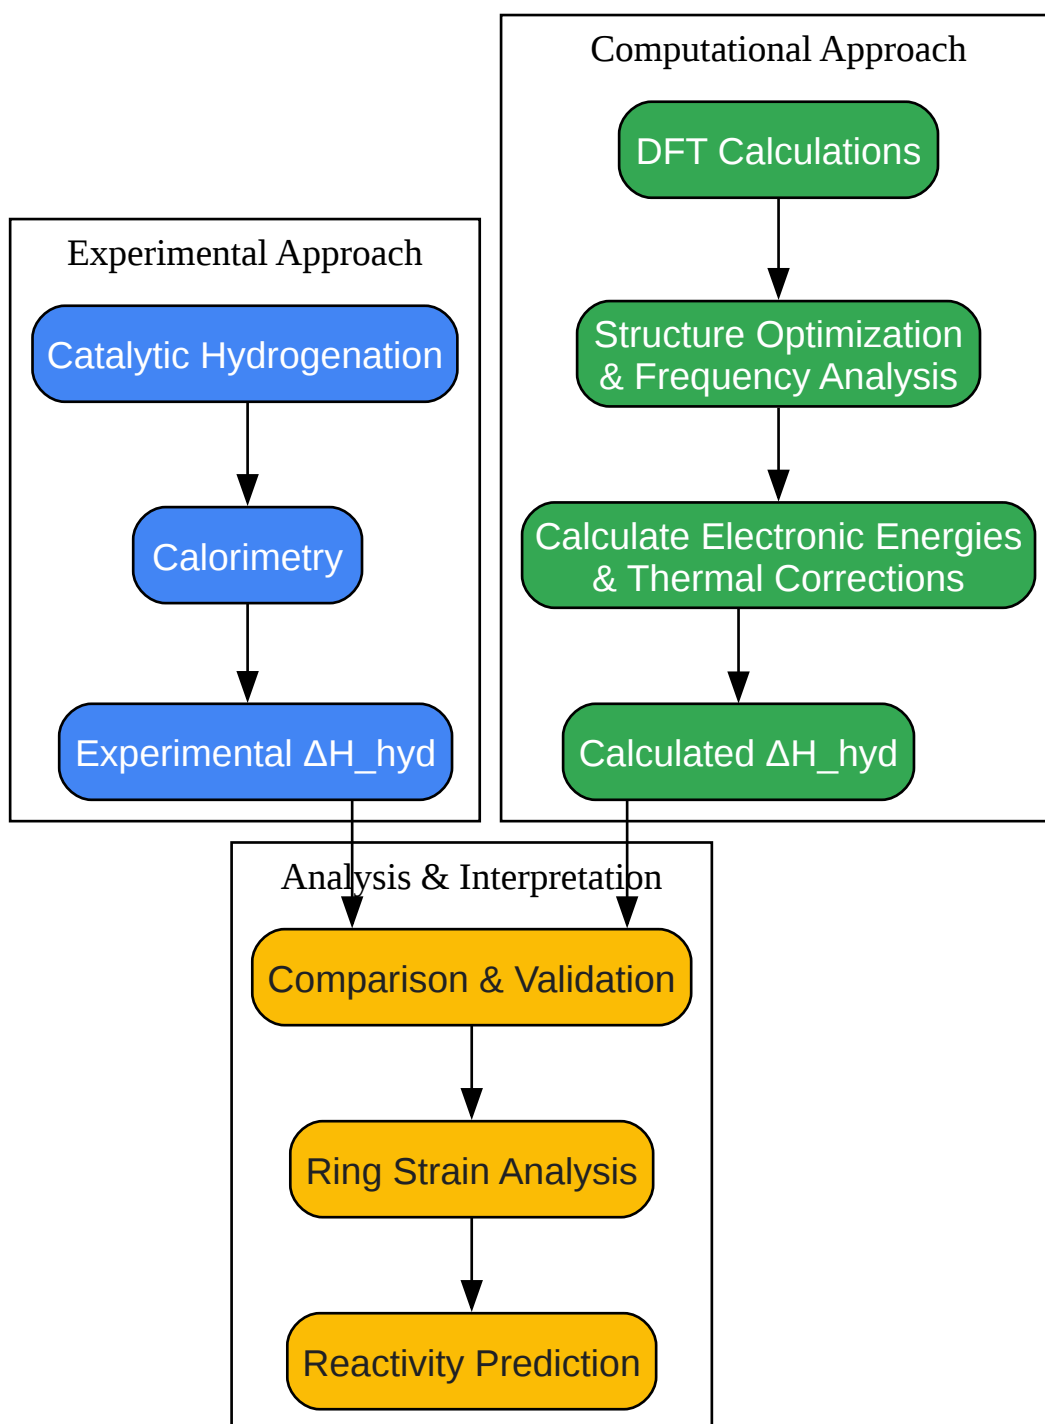 Computational Approach
DFT Calculations
Structure Optimization
& Frequency Analysis
Calculate Electronic Energies
& Thermal Corrections
Calculated ΔH_hyd
Experimental Approach
Catalytic Hydrogenation
Calorimetry
Experimental ΔH_hyd
Analysis & Interpretation
Comparison & Validation
Ring Strain Analysis
Reactivity Prediction